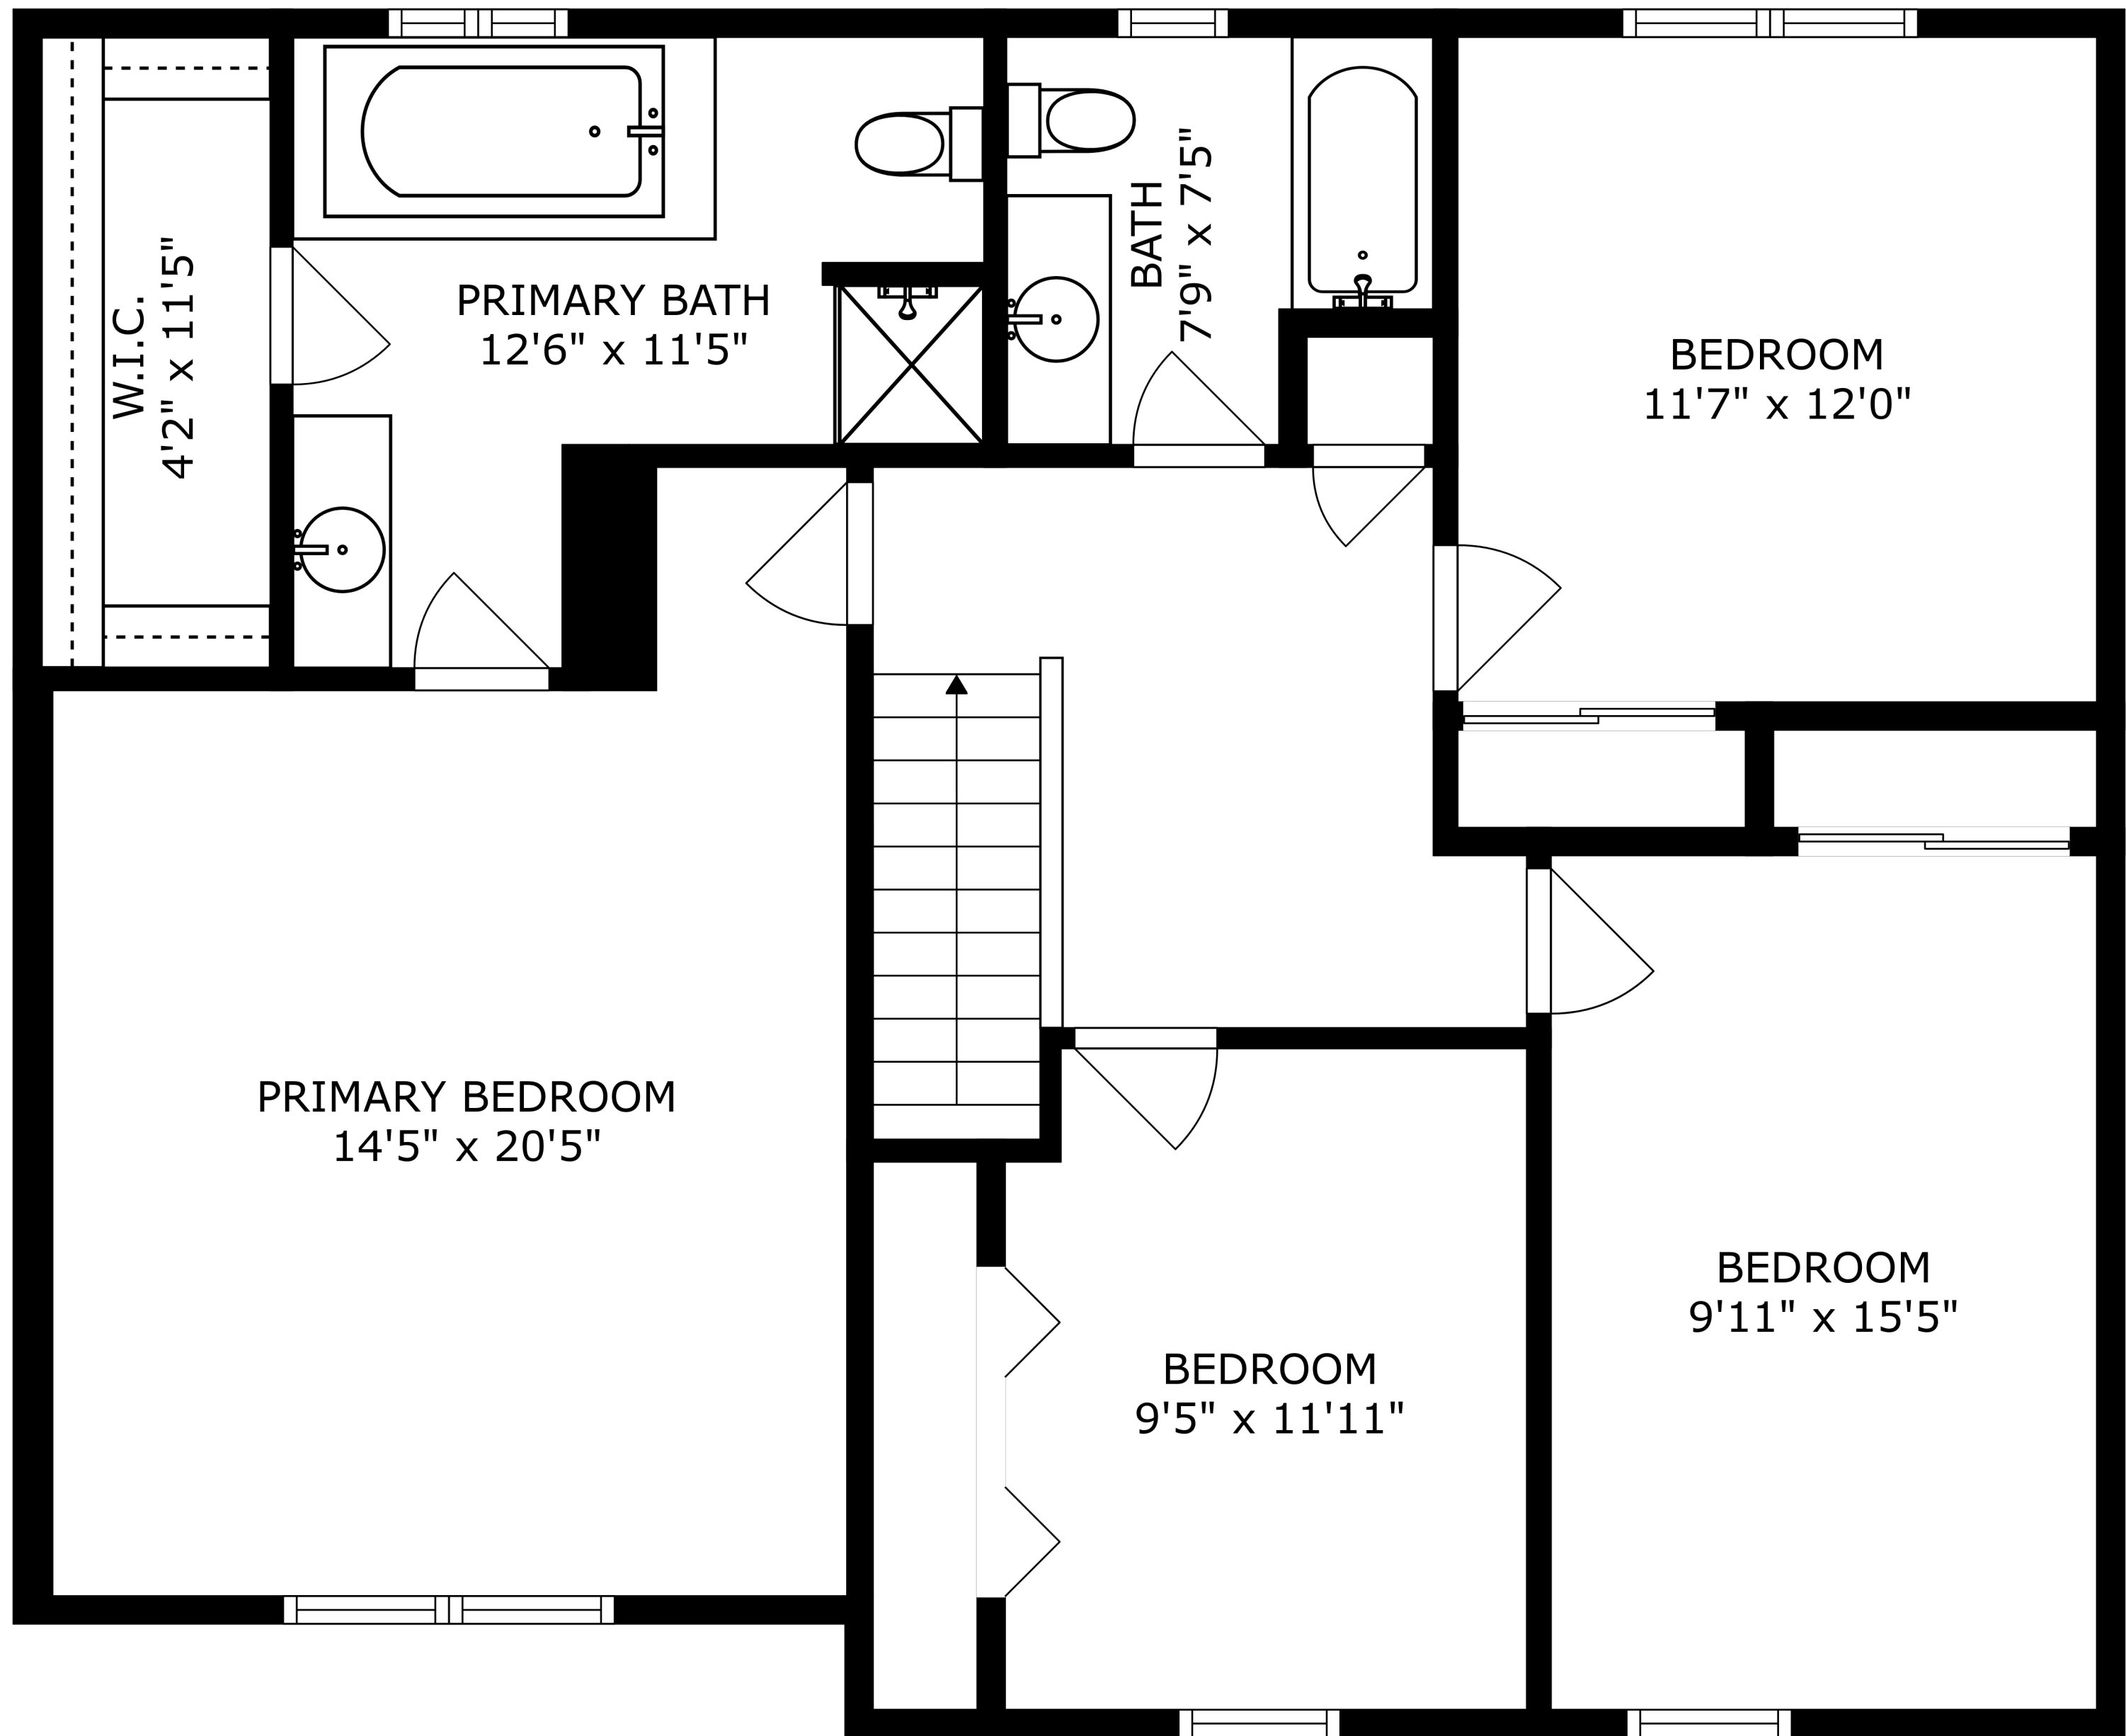 W.I.C.
4'2" x 11'5"
PRIMARY BATH
12'6" x 11'5"
BATH
7'9" x 7'5"
BEDROOM
11'7" x 12'0"
PRIMARY BEDROOM
14'5" x 20'5"
BEDROOM
9'5" x 11'11"
BEDROOM
9'11" x 15'5"